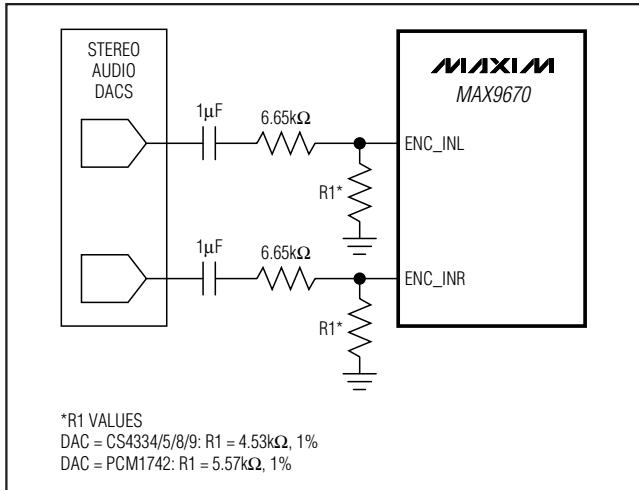 STEREO
AUDIO
DACS
MAXIM
MAX9670
1μF
6.65kΩ
ENC_INL
R1*
1μF
6.65kΩ
ENC_INR
R1*
*R1 VALUES
DAC = CS4334/5/8/9: R1 = 4.53kΩ, 1%
DAC = PCM1742: R1 = 5.57kΩ, 1%